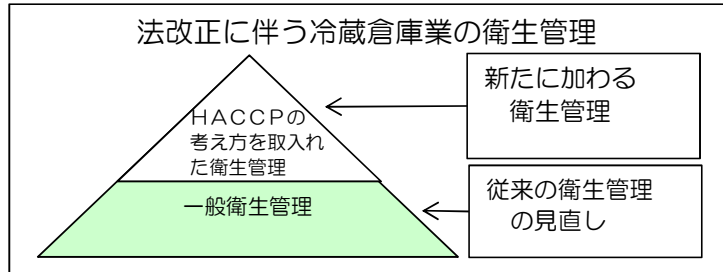 法改正に伴う冷蔵倉庫業の衛生管理
HACCPの
考え方を取入れ
た衛生管理
新たに加わる
衛生管理
一般衛生管理
従来の衛生管理
の見直し